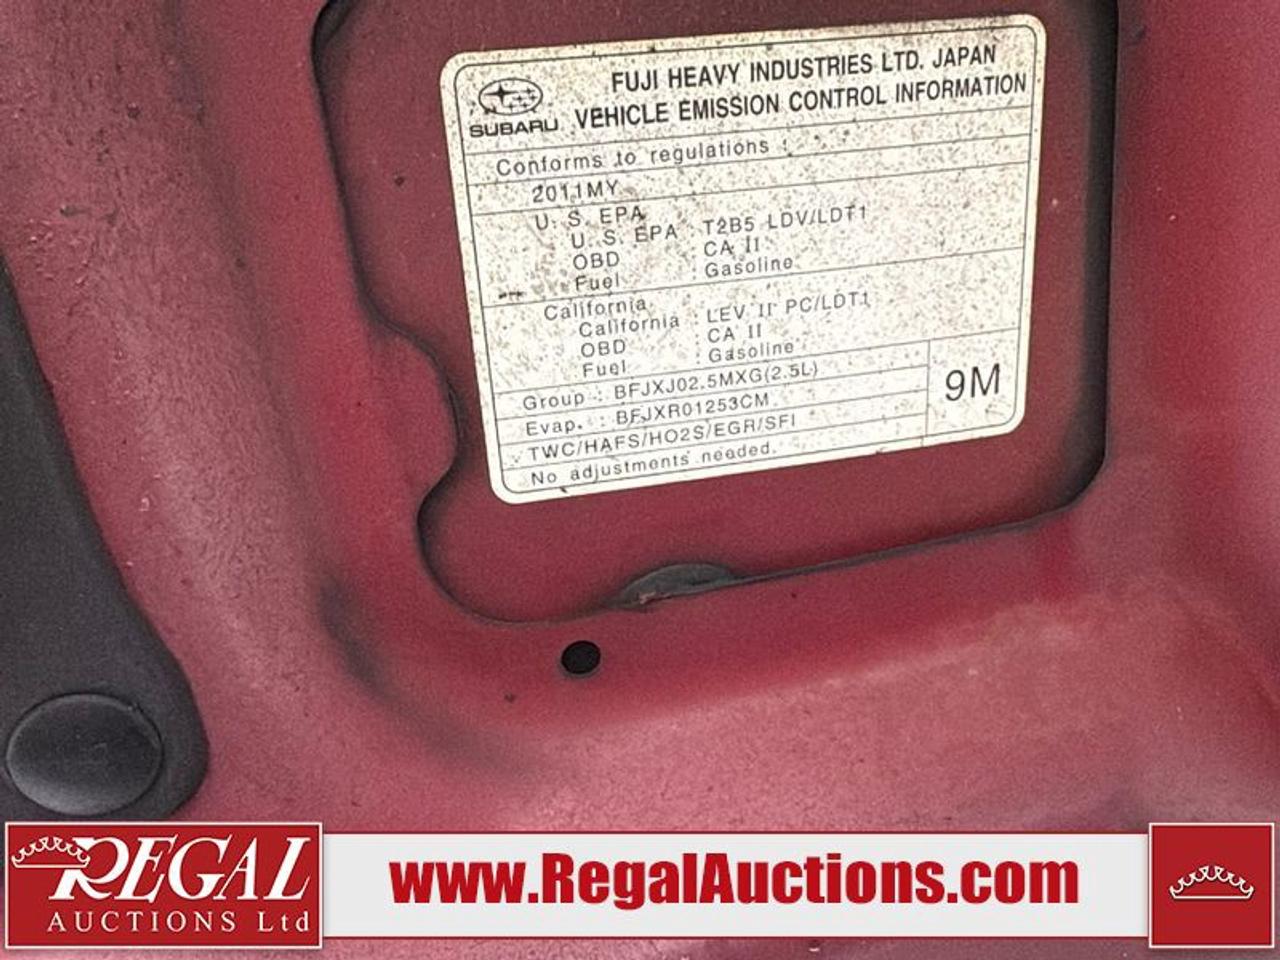 SUBARU
FUJI HEAVY INDUSTRIES LTD. JAPAN
VEHICLE EMISSION CONTROL INFORMATION
Conforms to regulations :
2011MY
U. S. EPA
U. S. EPA : T2B5 LDV/LDT1
OBD : CA II
Fuel : Gasoline
California
California : LEV II PC/LDT1
OBD : CA II
Fuel : Gasoline
Group : BFJXJ02.5MXG(2.5L)
Evap. : BFJXR01253CM
TWC/HAFS/HO2S/EGR/SFI
No adjustments needed.
9M
REGAL
AUCTIONS Ltd
www.RegalAuctions.com